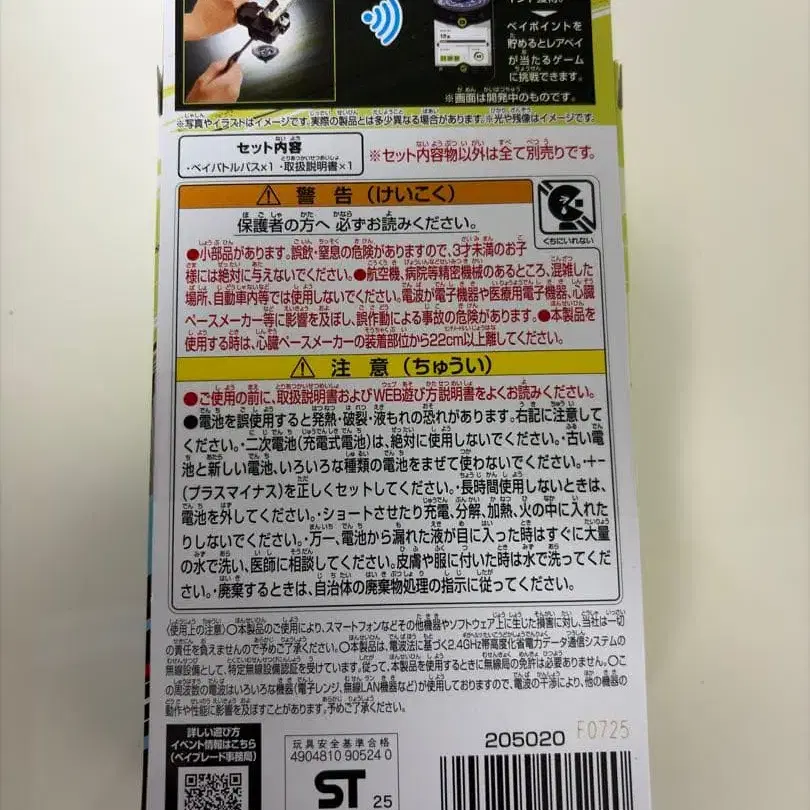 ベイポイントを
貯めるとレアベイ
が当たるゲーム
に挑戦できます。
※画面は開発中のものです。
※写真やイラストはイメージです。実際の製品とは多少異なる場合があります。※光や残像はイメージです。
セット内容
・ベイバトルパス×1 ・取扱説明書×1
※セット内容物以外は全て別売りです。
⚠ 警告(けいこく)
保護者の方へ 必ずお読みください。
くちにいれない
●小部品があります。誤飲・窒息の危険がありますので、3才未満のお子
様には絶対に与えないでください。●航空機、病院等精密機械のあるところ、混雑した
場所、自動車内等では使用しないでください。電波が電子機器や医療用電子機器、心臓
ペースメーカー等に影響を及ぼし、誤作動による事故の危険があります。●本製品を
使用する時は、心臓ペースメーカーの装着部位から22cm以上離してください。
⚠ 注意(ちゅうい)
●ご使用の前に、取扱説明書およびWEB遊び方説明書をよくお読みください。
●電池を誤使用すると発熱・破裂・液もれの恐れがあります。右記に注意して
ください。・二次電池(充電式電池)は、絶対に使用しないでください。・古い電
池と新しい電池、いろいろな種類の電池をまぜて使わないでください。・+−
(プラスマイナス)を正しくセットしてください。・長時間使用しないときは、
電池を外してください。・ショートさせたり充電、分解、加熱、火の中に入れた
りしないでください。・万一、電池から漏れた液が目に入った時はすぐに大量
の水で洗い、医師に相談してください。皮膚や服に付いた時は水で洗ってくだ
さい。・廃棄するときは、自治体の廃棄物処理の指示に従ってください。
〈使用上の注意〉〇本製品のご使用により、スマートフォンなどその他機器やソフトウェア上に生じた損害に対し、当社は一切
の責任を負えませんので予めご了承ください。〇本製品は、電波法に基づく2.4GHz帯高度化省電力データ通信システムの
無線設備として、特定無線設備認証を受けています。従って、本製品を使用するときに無線局の免許は必要ありません。〇こ
の周波数の電波はいろいろな機器(電子レンジ、無線LAN機器など)が使用しておりますので、電波の干渉により、他の機器の
動作や性能に影響を及ぼすことがあります。予めご了承ください。
詳しい遊び方
イベント情報はこちら
(ベイブレード事務局)
玩具安全基準合格
4904810 90524 0
ST 25
205020 F0725